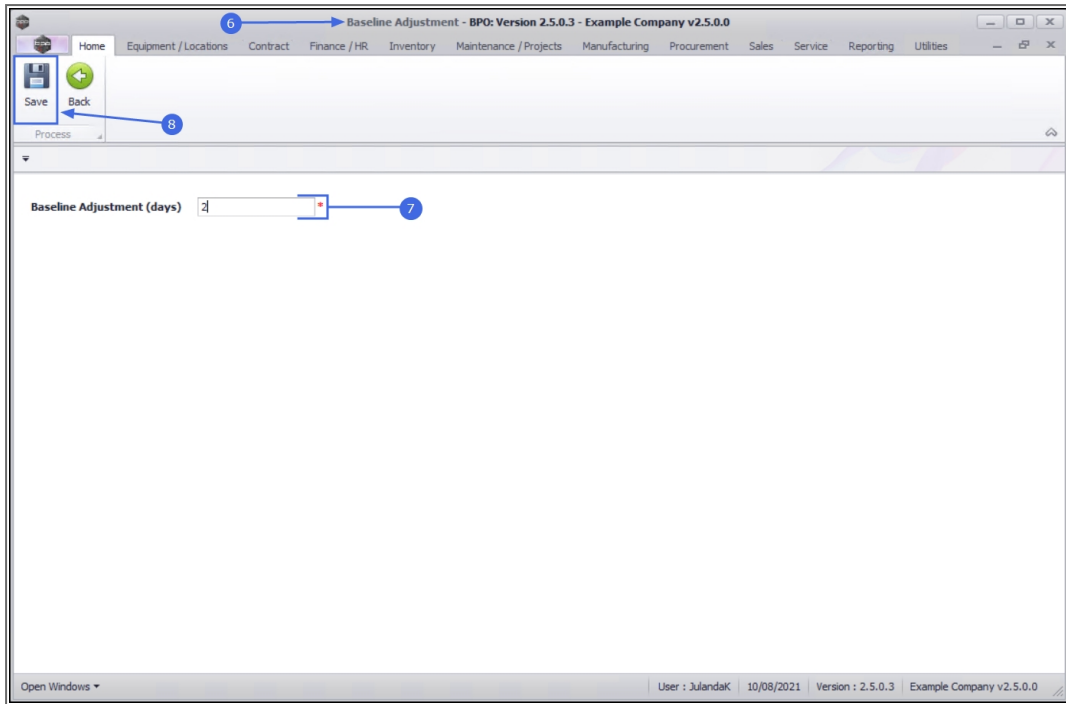 6
Baseline Adjustment - BPO: Version 2.5.0.3 - Example Company v2.5.0.0
Home Equipment / Locations Contract Finance / HR Inventory Maintenance / Projects Manufacturing Procurement Sales Service Reporting Utilities
Save Back
8
Process
Baseline Adjustment (days) 2 *
7
Open Windows User : JulandaK 10/08/2021 Version : 2.5.0.3 Example Company v2.5.0.0